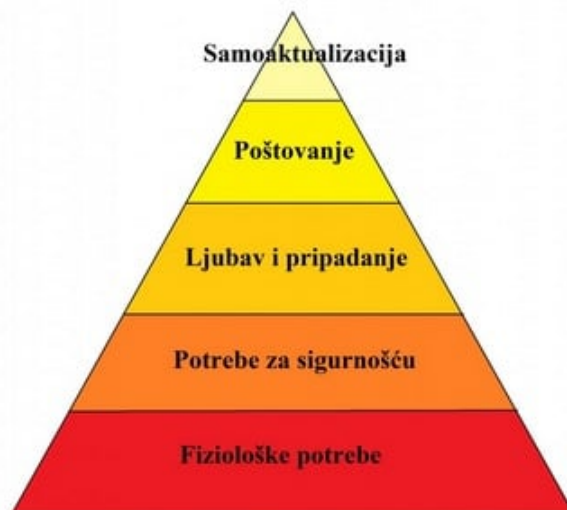 Samoaktualizacija
Poštovanje
Ljubav i pripadanje
Potrebe za sigurnošću
Fiziološke potrebe